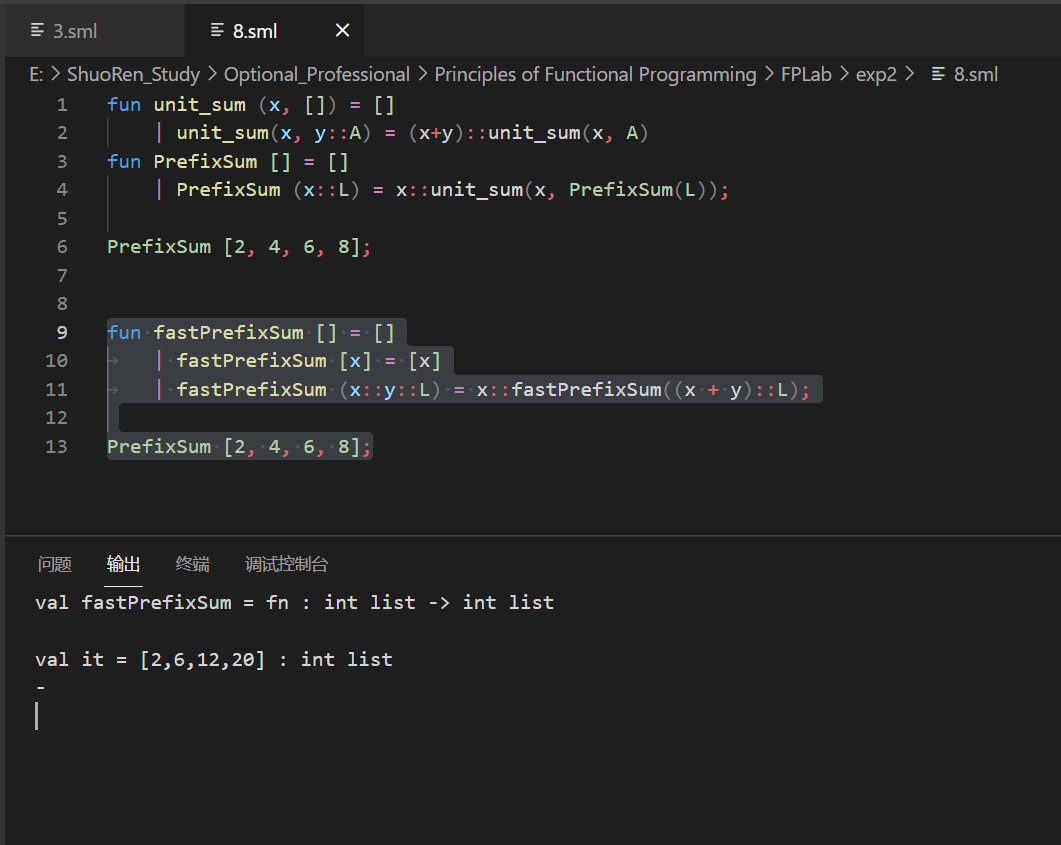 3.sml 8.sml
E: > ShuoRen_Study > Optional_Professional > Principles of Functional Programming > FPLab > exp2 > 8.sml
1 fun unit_sum (x, []) = []
2 | unit_sum(x, y::A) = (x+y)::unit_sum(x, A)
3 fun PrefixSum [] = []
4 | PrefixSum (x::L) = x::unit_sum(x, PrefixSum(L));
5
6 PrefixSum [2, 4, 6, 8];
7
8
9 fun fastPrefixSum [] = []
10 | fastPrefixSum [x] = [x]
11 | fastPrefixSum (x::y::L) = x::fastPrefixSum((x + y)::L);
12
13 PrefixSum [2, 4, 6, 8];
问题 输出 终端 调试控制台
val fastPrefixSum = fn : int list -> int list
val it = [2,6,12,20] : int list
-